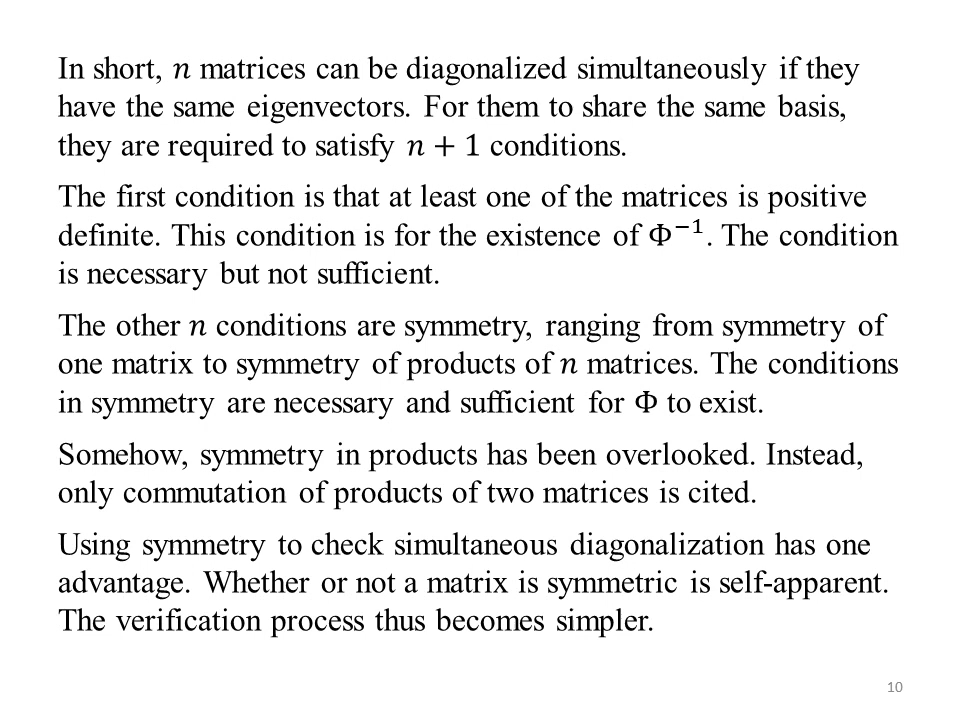 In short, 𝑛 matrices can be diagonalized simultaneously if they
have the same eigenvectors. For them to share the same basis,
they are required to satisfy 𝑛 + 1 conditions.
The first condition is that at least one of the matrices is positive
definite. This condition is for the existence of Φ⁻¹. The condition
is necessary but not sufficient.
The other 𝑛 conditions are symmetry, ranging from symmetry of
one matrix to symmetry of products of 𝑛 matrices. The conditions
in symmetry are necessary and sufficient for Φ to exist.
Somehow, symmetry in products has been overlooked. Instead,
only commutation of products of two matrices is cited.
Using symmetry to check simultaneous diagonalization has one
advantage. Whether or not a matrix is symmetric is self-apparent.
The verification process thus becomes simpler.
10